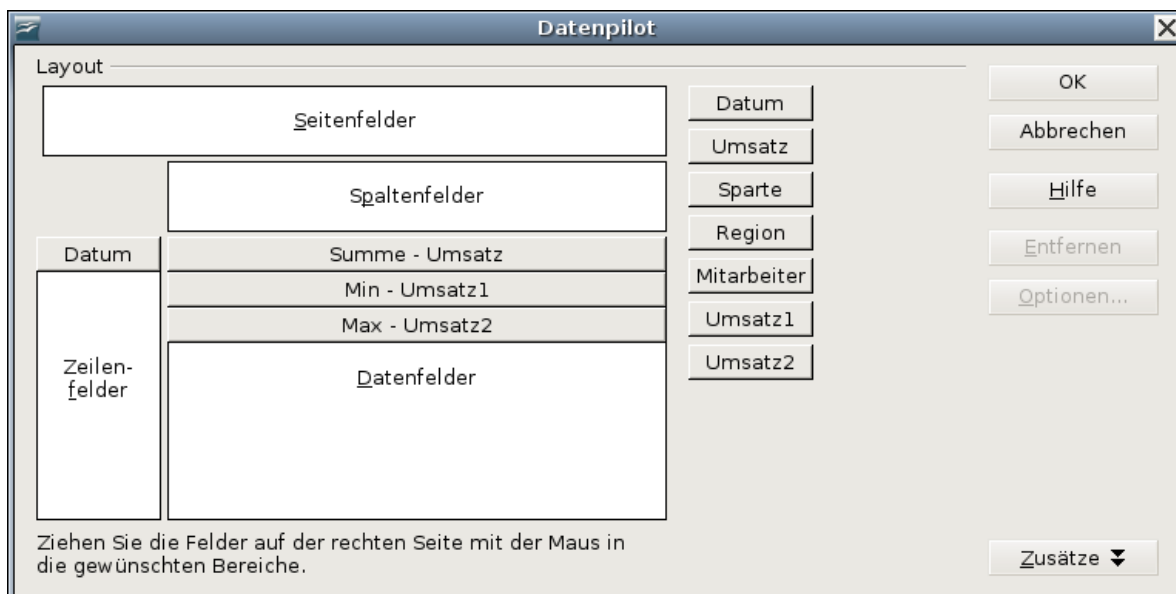 Datenpilot
Layout
Seitenfelder
Spaltenfelder
Datum
Summe - Umsatz
Min - Umsatz1
Max - Umsatz2
Zeilen-
felder
Datenfelder
Datum
Umsatz
Sparte
Region
Mitarbeiter
Umsatz1
Umsatz2
OK
Abbrechen
Hilfe
Entfernen
Optionen...
Ziehen Sie die Felder auf der rechten Seite mit der Maus in
die gewünschten Bereiche.
Zusätze